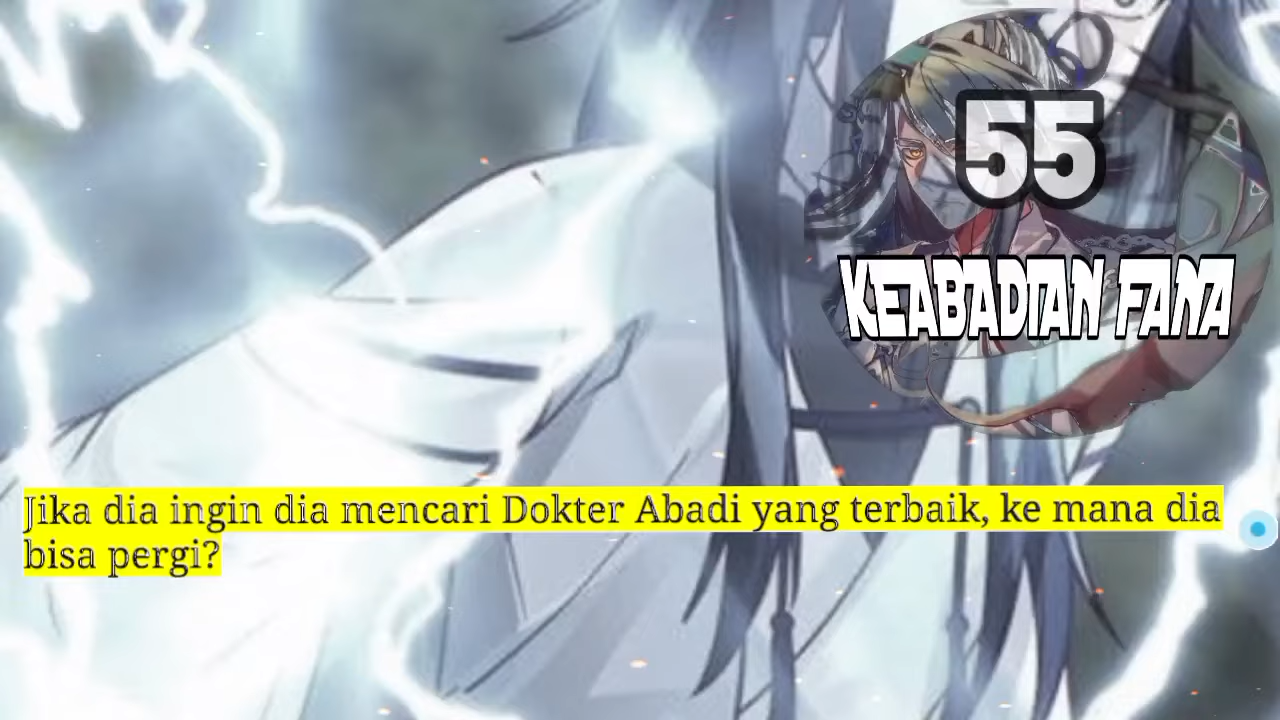 55
KEABADIAN FANA
Jika dia ingin dia mencari Dokter Abadi yang terbaik, ke mana dia
bisa pergi?